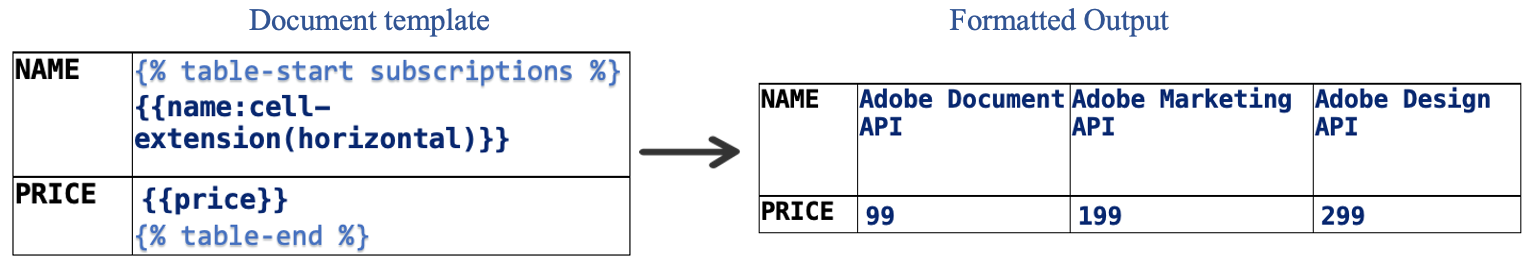 Document template
NAME
{% table-start subscriptions %}
{{name:cell-
extension(horizontal)}}
PRICE
{{price}}
{% table-end %}
Formatted Output
NAME
Adobe Document
API
Adobe Marketing
API
Adobe Design
API
PRICE
99
199
299